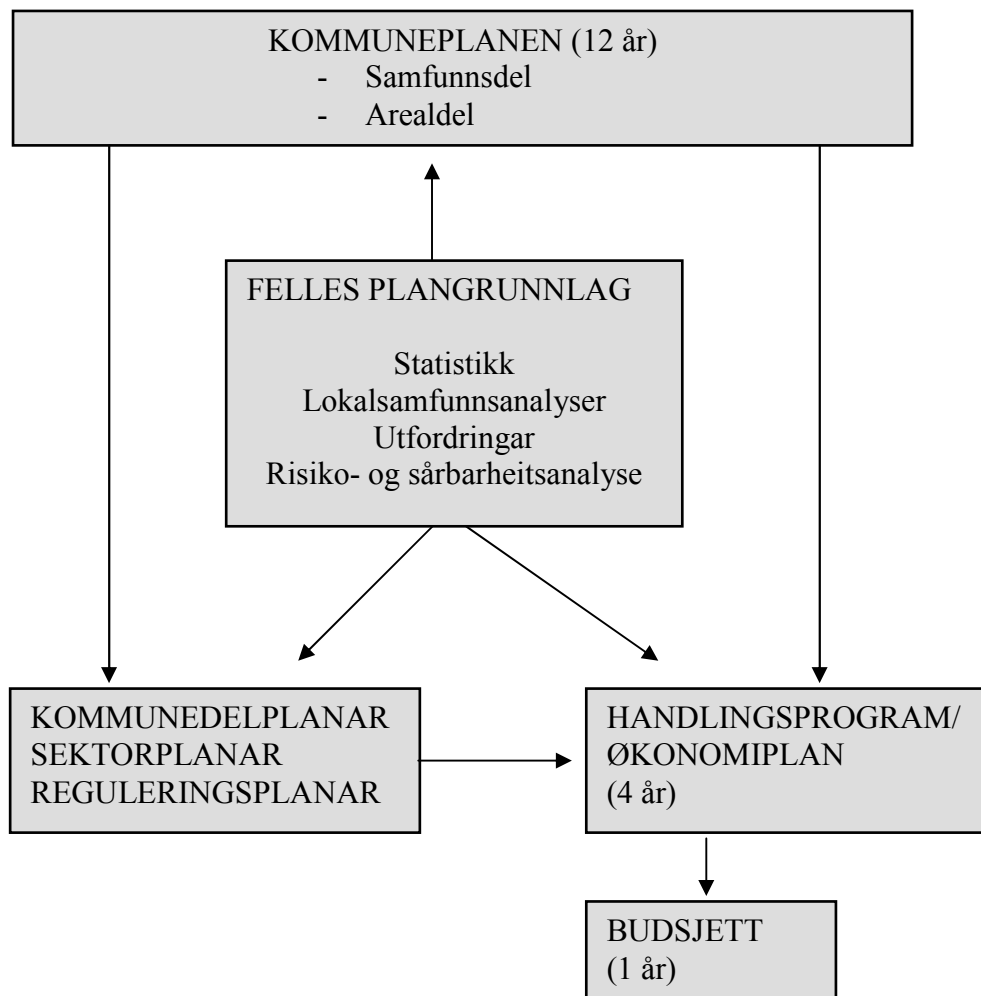 KOMMUNEPLANEN (12 år)
- Samfunnsdel
- Arealdel
FELLES PLANGRUNNLAG
Statistikk
Lokalsamfunnsanalyser
Utfordringar
Risiko- og sårbarheitsanalyse
KOMMUNEDELPLANAR
SEKTORPLANAR
REGULERINGSPLANAR
HANDLINGSPROGRAM/
ØKONOMIPLAN
(4 år)
BUDSJETT
(1 år)